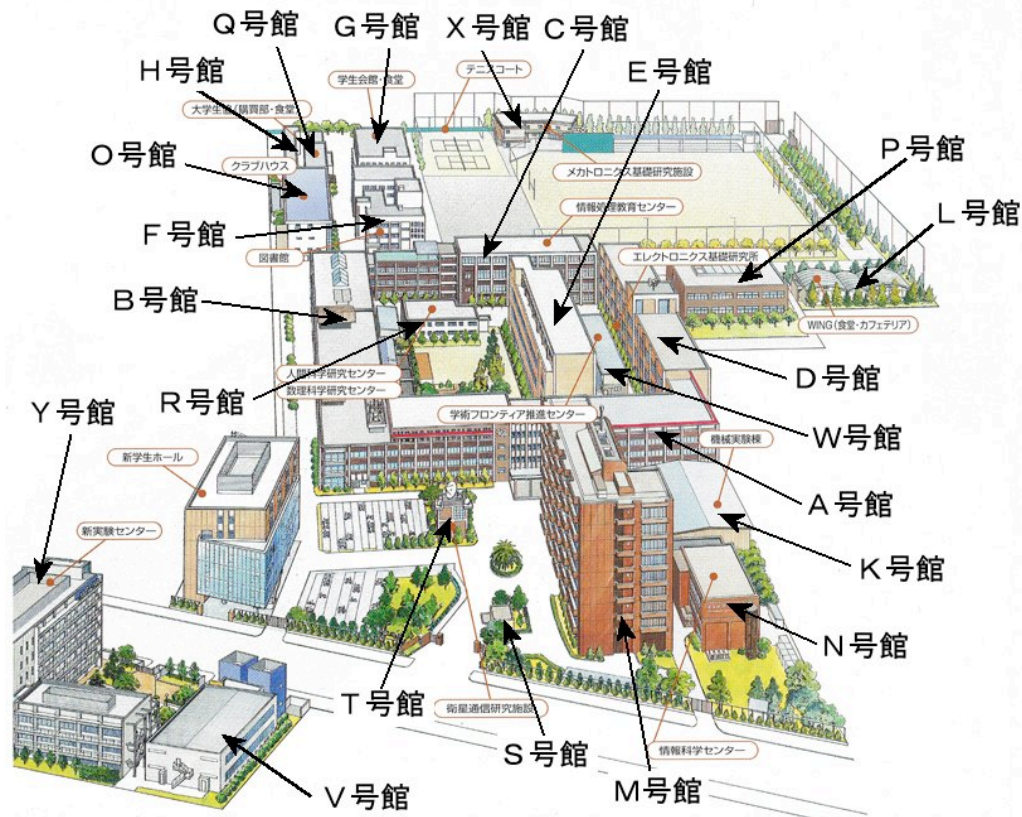 Q号館
G号館
X号館
C号館
H号館
学生会館・食堂
テニスコート
E号館
大学生協(購買部・食堂)
O号館
クラブハウス
メカトロニクス基礎研究施設
P号館
F号館
情報処理教育センター
L号館
図書館
エレクトロニクス基礎研究所
B号館
WING(食堂・カフェテリア)
人間科学研究センター
数理科学研究センター
D号館
Y号館
R号館
学術フロンティア推進センター
W号館
新学生ホール
機械実験棟
A号館
新実験センター
K号館
N号館
T号館
衛星通信研究施設
S号館
情報科学センター
V号館
M号館